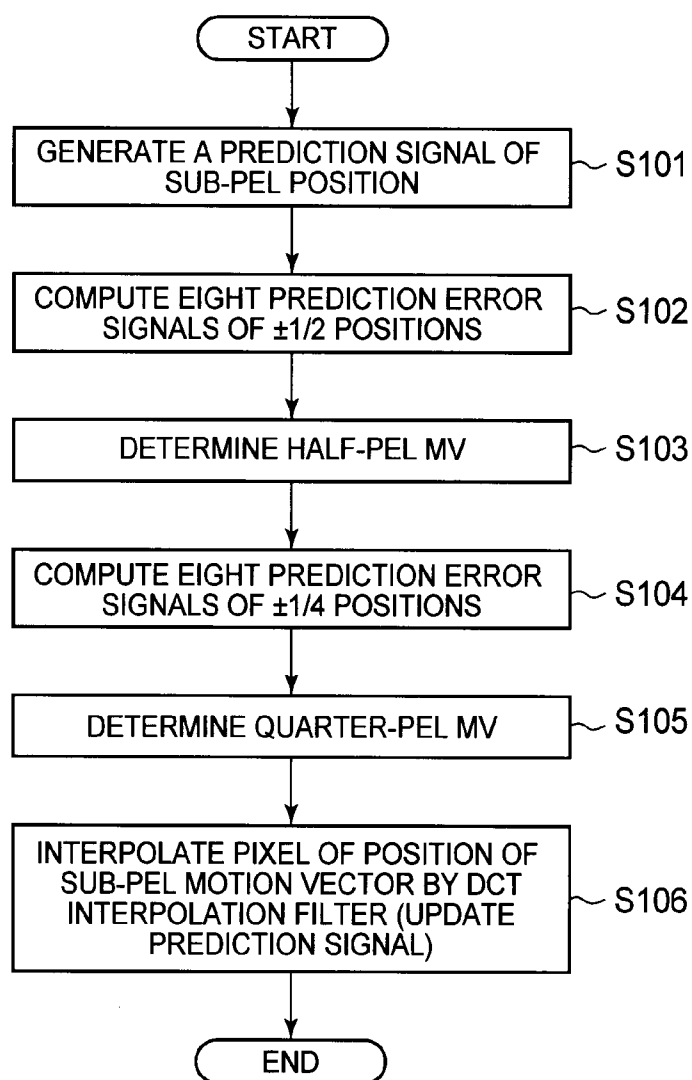 START
GENERATE A PREDICTION SIGNAL OF
SUB-PEL POSITION
S101
COMPUTE EIGHT PREDICTION ERROR
SIGNALS OF ±1/2 POSITIONS
S102
DETERMINE HALF-PEL MV
S103
COMPUTE EIGHT PREDICTION ERROR
SIGNALS OF ±1/4 POSITIONS
S104
DETERMINE QUARTER-PEL MV
S105
INTERPOLATE PIXEL OF POSITION OF
SUB-PEL MOTION VECTOR BY DCT
INTERPOLATION FILTER (UPDATE
PREDICTION SIGNAL)
S106
END